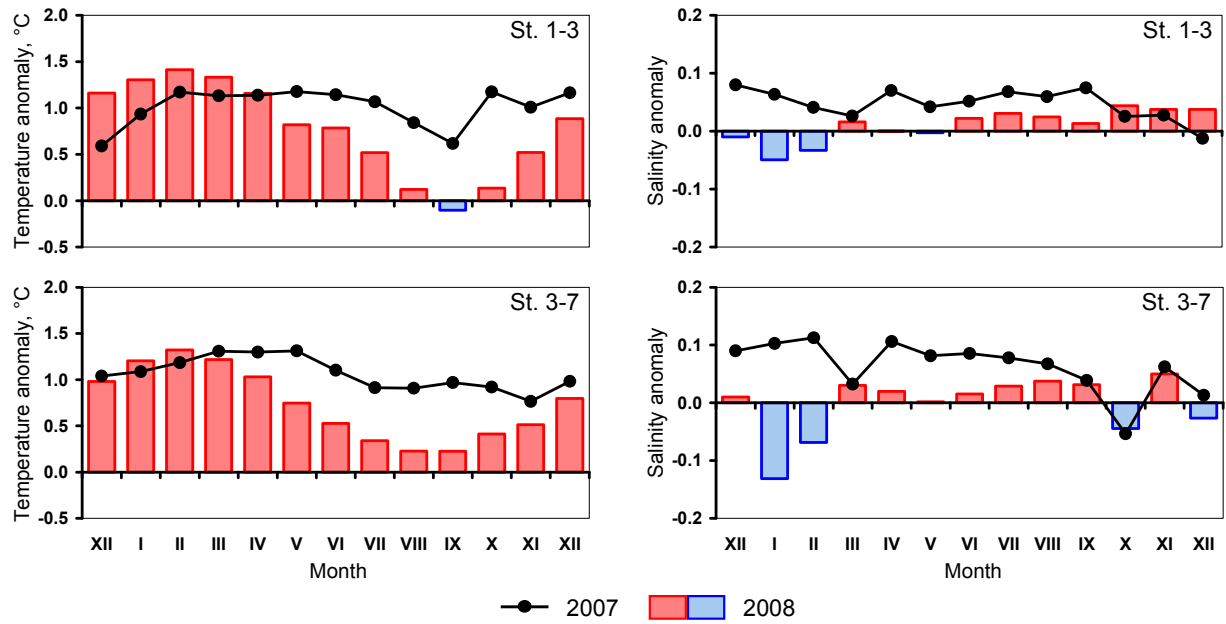 St. 1-3
Temperature anomaly, °C
2.0
1.5
1.0
0.5
0.0
-0.5
St. 1-3
Salinity anomaly
0.2
0.1
0.0
-0.1
-0.2
St. 3-7
Temperature anomaly, °C
2.0
1.5
1.0
0.5
0.0
-0.5
XII I II III IV V VI VII VIII IX X XI XII
Month
St. 3-7
Salinity anomaly
0.2
0.1
0.0
-0.1
-0.2
XII I II III IV V VI VII VIII IX X XI XII
Month
2007 2008